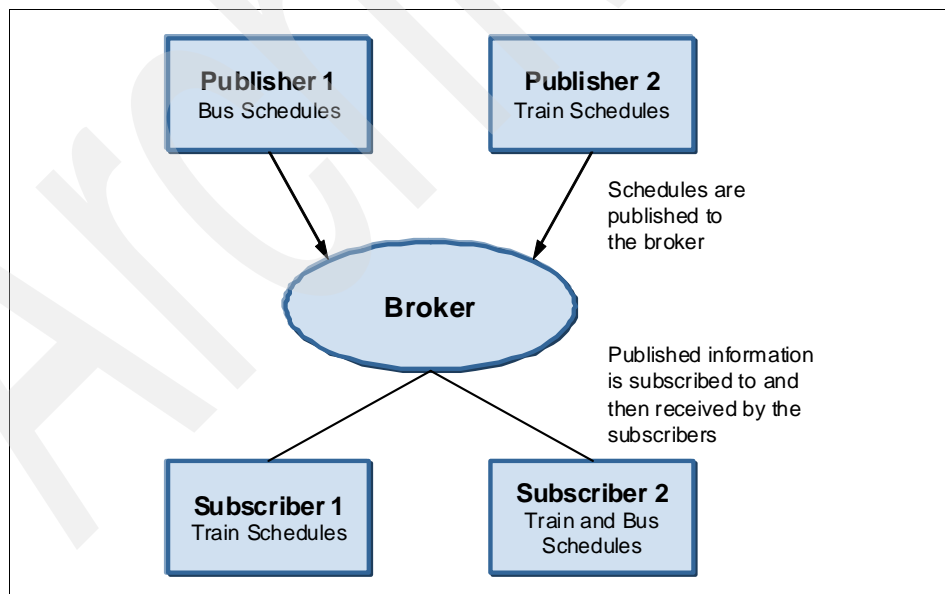 Publisher 1
Bus Schedules
Publisher 2
Train Schedules
Schedules are
published to
the broker
Broker
Published information
is subscribed to and
then received by the
subscribers
Subscriber 1
Train Schedules
Subscriber 2
Train and Bus
Schedules